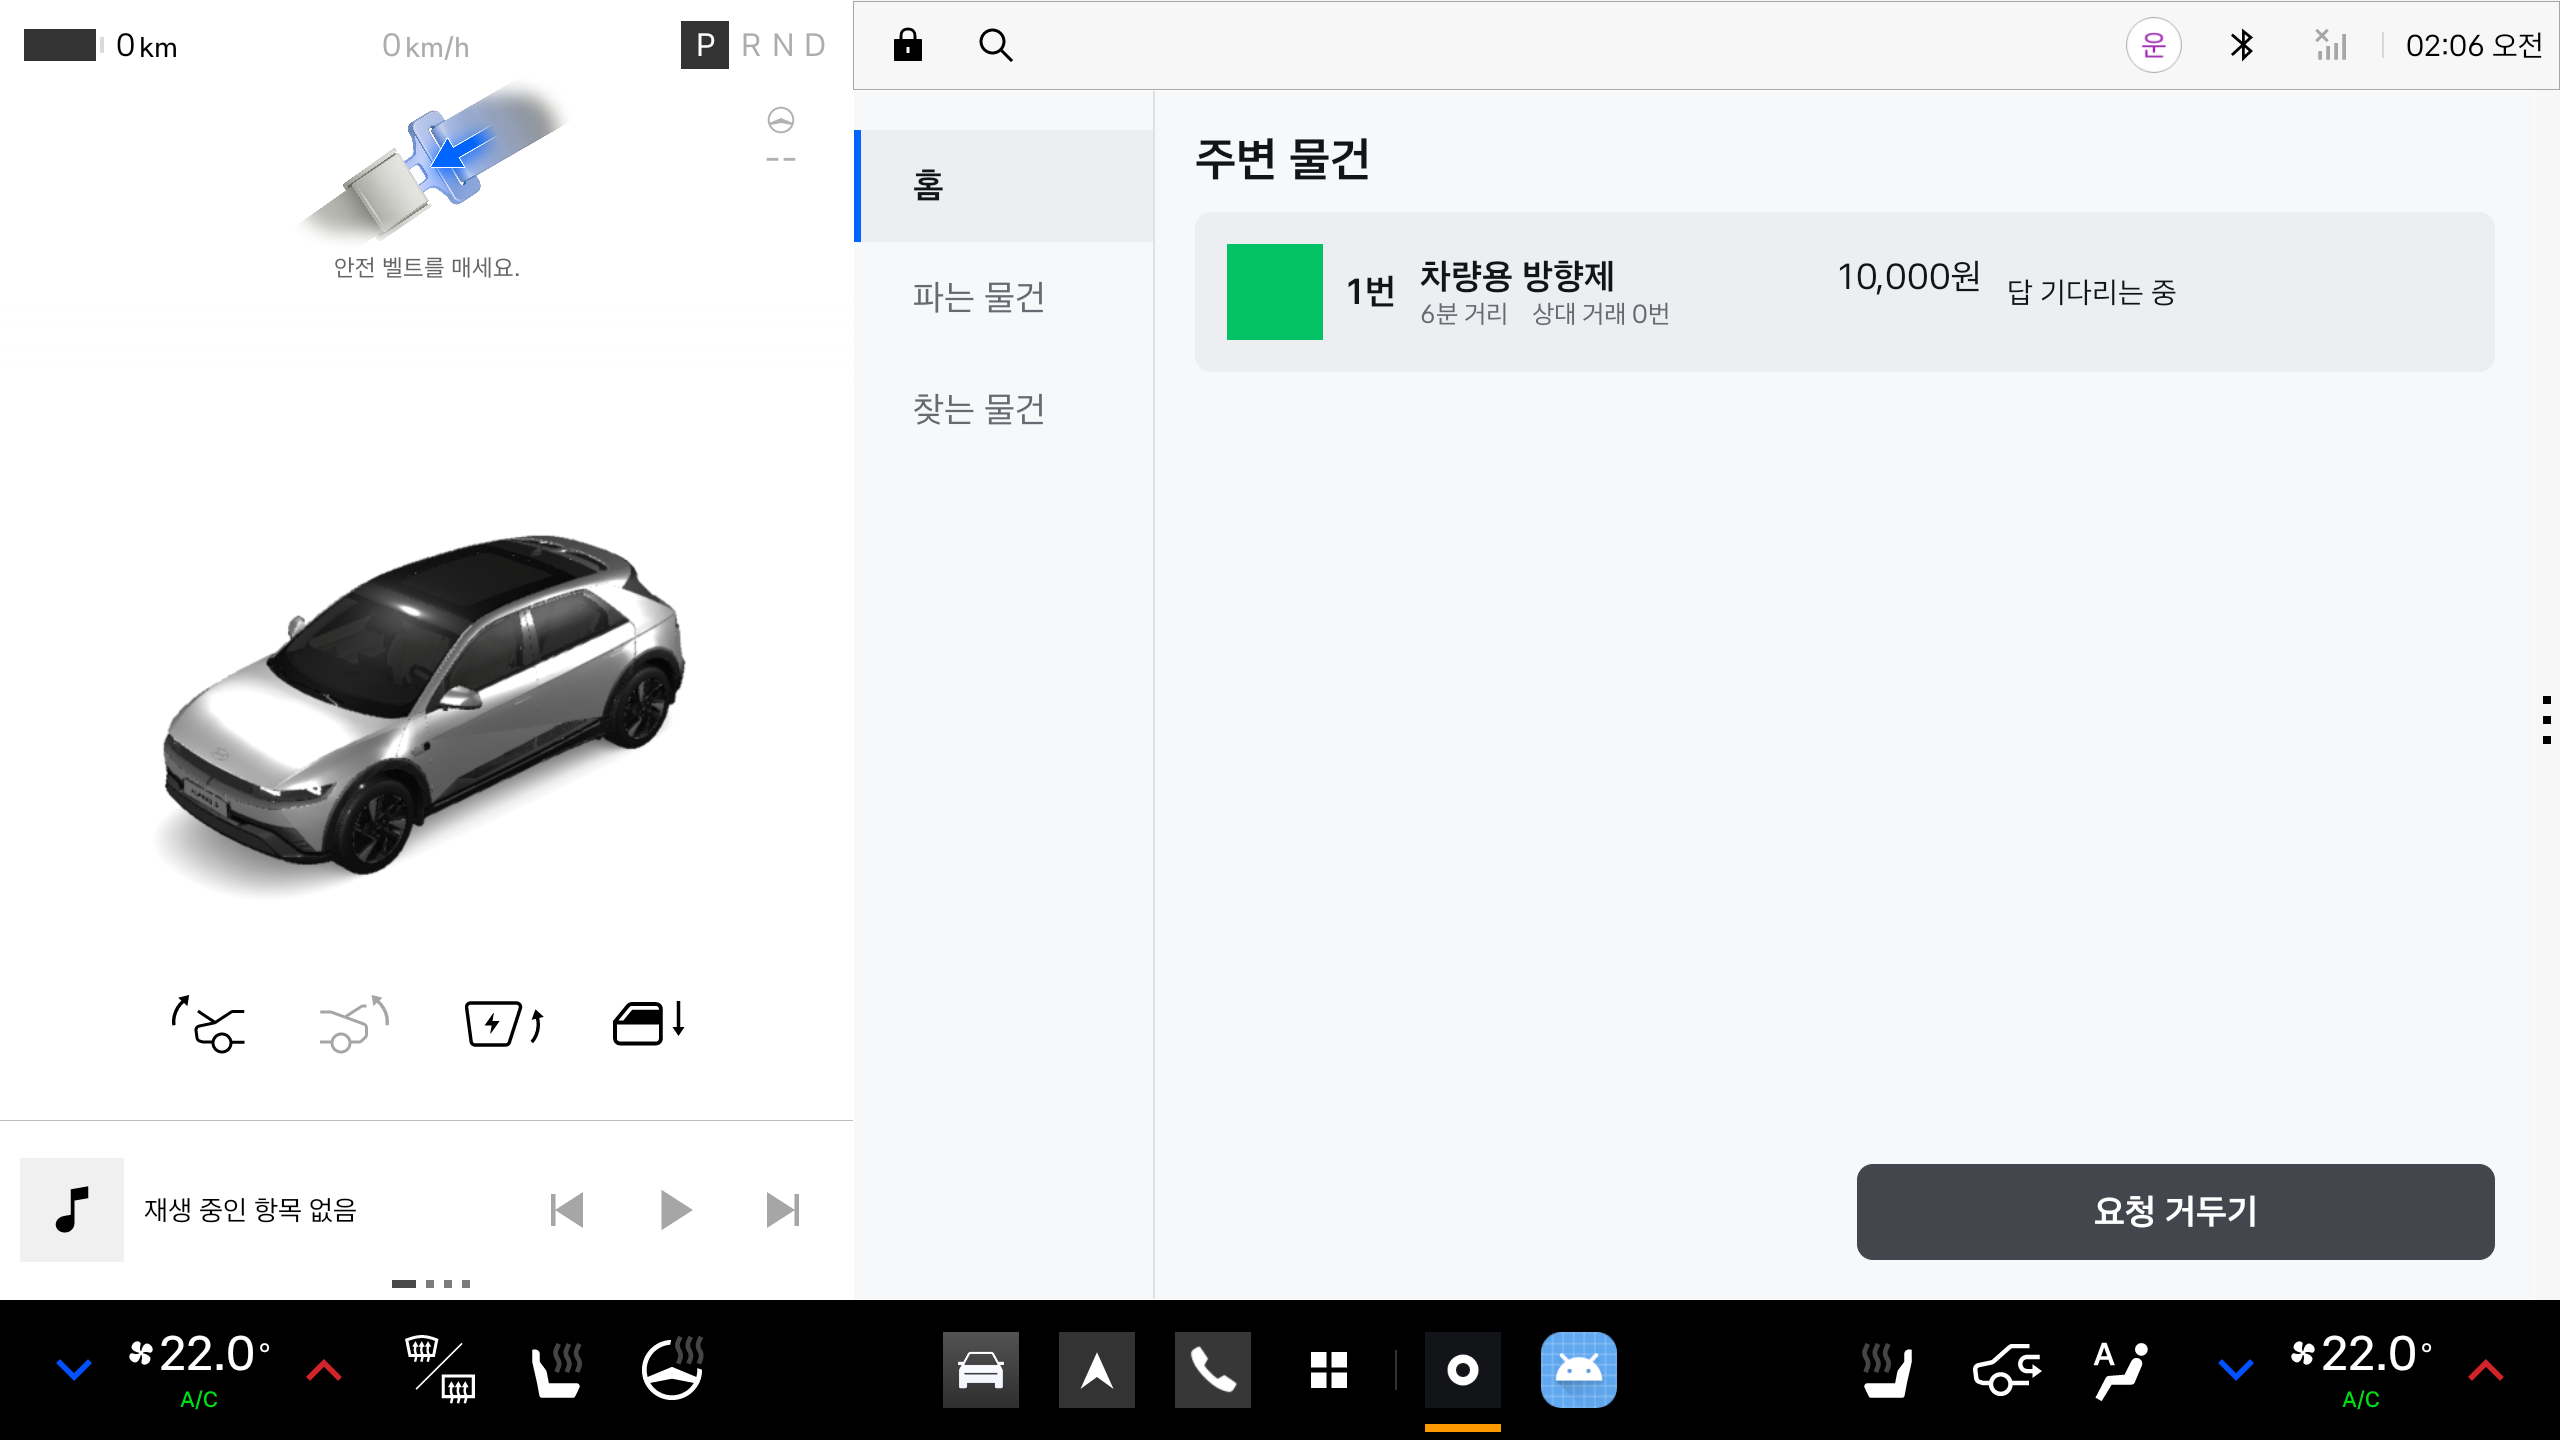 0 km
0 km/h
P R N D
운
02:06 오전
--
안전 벨트를 매세요.
홈
파는 물건
찾는 물건
주변 물건
1번
차량용 방향제
6분 거리 상대 거래 0번
10,000원
답 기다리는 중
요청 거두기
재생 중인 항목 없음
22.0°
A/C
A
22.0°
A/C